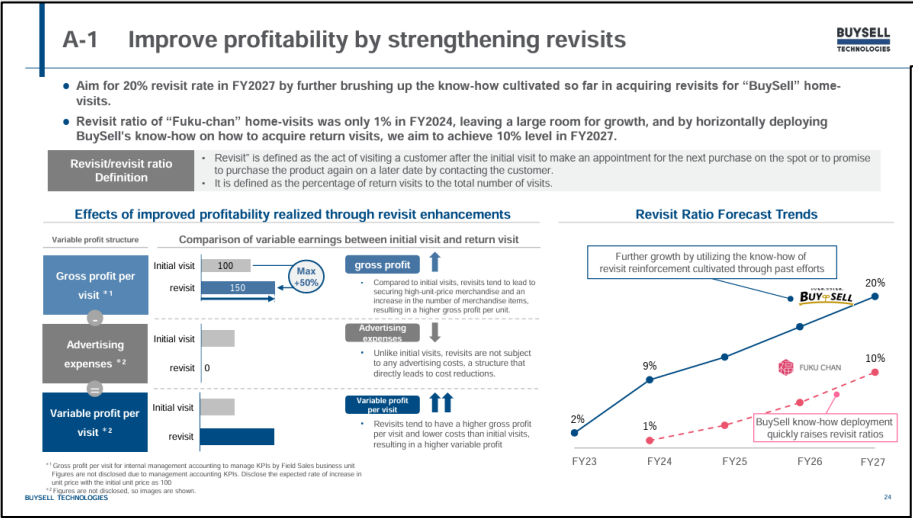 A-1 Improve profitability by strengthening revisits
BUYSELL
TECHNOLOGIES
● Aim for 20% revisit rate in FY2027 by further brushing up the know-how cultivated so far in acquiring revisits for “BuySell” home-
visits.
● Revisit ratio of “Fuku-chan” home-visits was only 1% in FY2024, leaving a large room for growth, and by horizontally deploying
BuySell's know-how on how to acquire return visits, we aim to achieve 10% level in FY2027.
Revisit/revisit ratio
Definition
• Revisit” is defined as the act of visiting a customer after the initial visit to make an appointment for the next purchase on the spot or to promise
to purchase the product again on a later date by contacting the customer.
• It is defined as the percentage of return visits to the total number of visits.
Effects of improved profitability realized through revisit enhancements
Variable profit structure
Comparison of variable earnings between initial visit and return visit
Gross profit per
visit *1
Initial visit
100
revisit
150
Max
+50%
gross profit
• Compared to initial visits, revisits tend to lead to
securing high-unit-price merchandise and an
increase in the number of merchandise items,
resulting in a higher gross profit per unit.
-
Advertising
expenses *2
Initial visit
revisit
0
Advertising
expenses
• Unlike initial visits, revisits are not subject
to any advertising costs, a structure that
directly leads to cost reductions.
=
Variable profit per
visit *2
Initial visit
revisit
Variable profit
per visit
• Revisits tend to have a higher gross profit
per visit and lower costs than initial visits,
resulting in a higher variable profit
Revisit Ratio Forecast Trends
Further growth by utilizing the know-how of
revisit reinforcement cultivated through past efforts
BUYSELL
20%
9%
2%
FUKU CHAN
10%
1%
BuySell know-how deployment
quickly raises revisit ratios
FY23
FY24
FY25
FY26
FY27
*1 Gross profit per visit for internal management accounting to manage KPIs by Field Sales business unit
Figures are not disclosed due to management accounting KPIs. Disclose the expected rate of increase in
unit price with the initial unit price as 100
*2 Figures are not disclosed, so images are shown.
BUYSELL TECHNOLOGIES
24